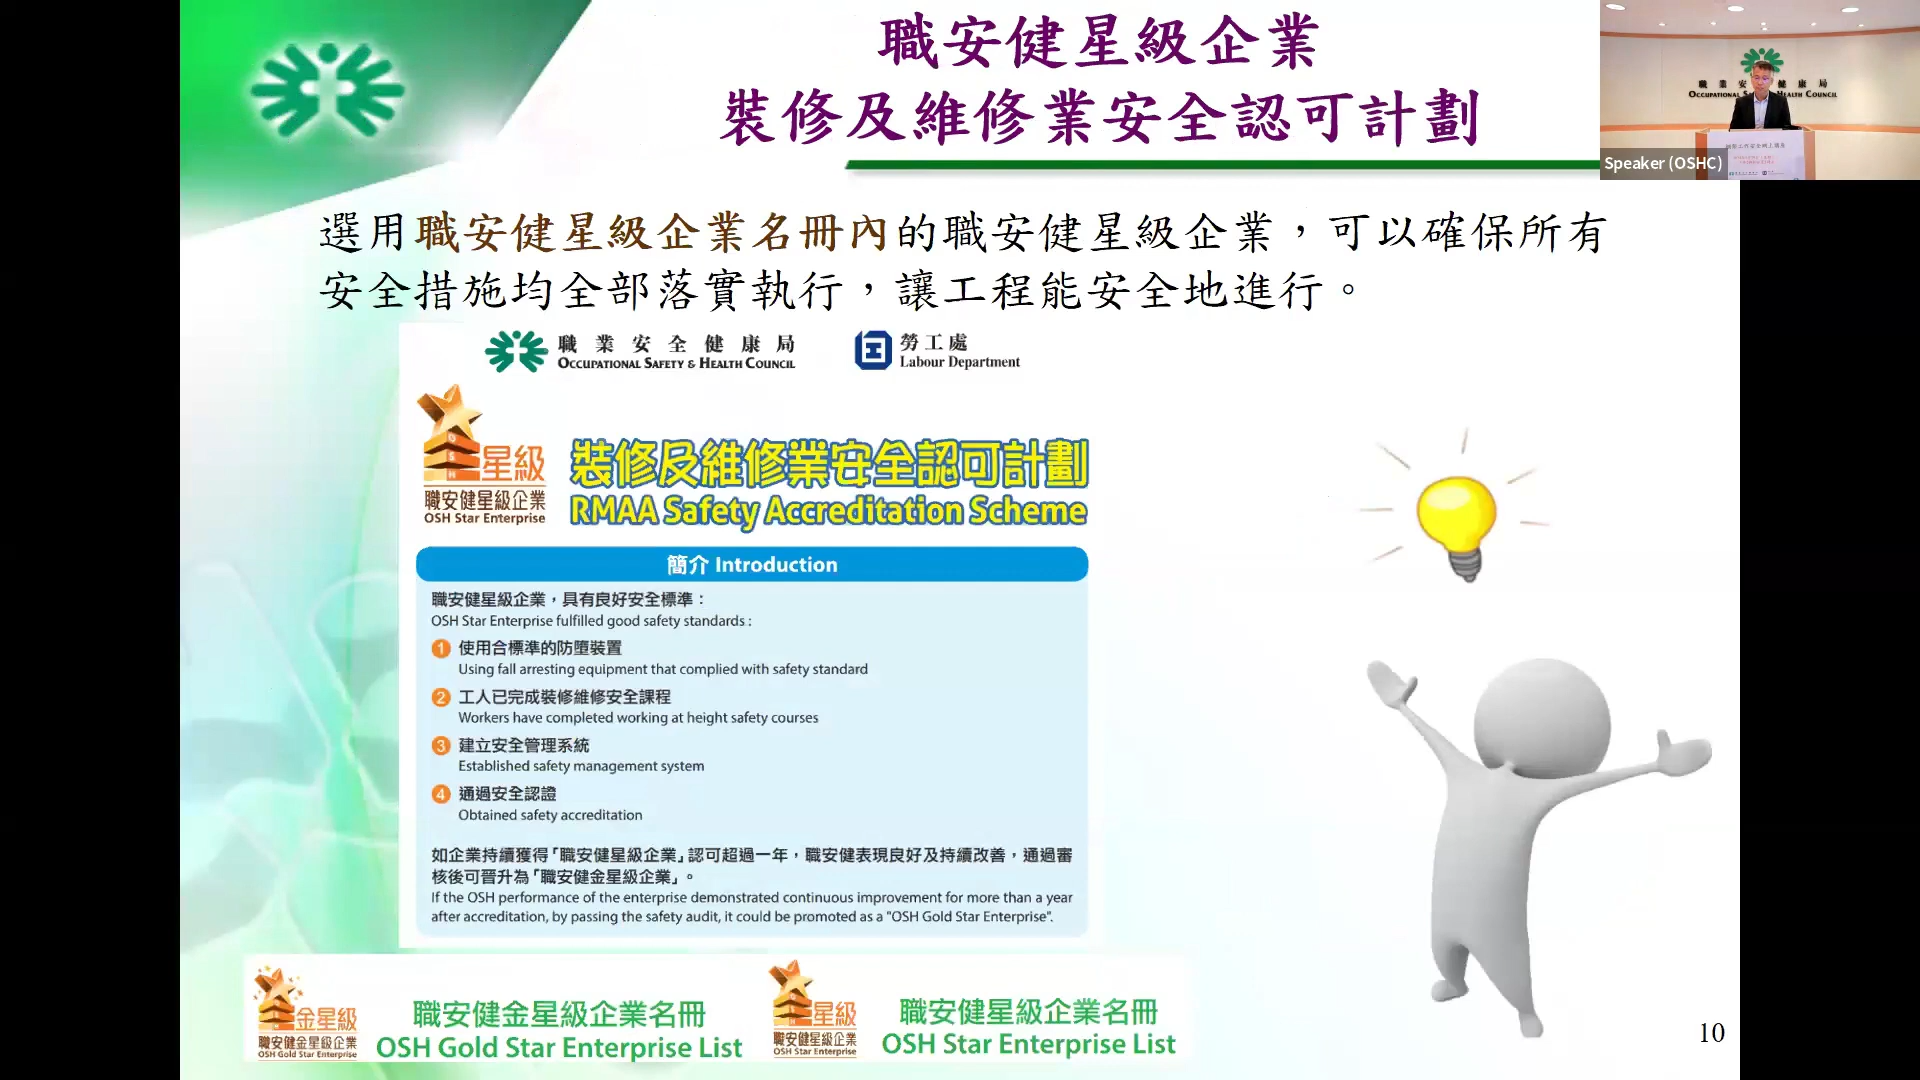 職安健星級企業
裝修及維修業安全認可計劃
職業安全健康局
OCCUPATIONAL SAFETY & HEALTH COUNCIL
Speaker (OSHC)
選用職安健星級企業名冊內的職安健星級企業，可以確保所有
安全措施均全部落實執行，讓工程能安全地進行。
職業安全健康局
OCCUPATIONAL SAFETY & HEALTH COUNCIL
勞工處
Labour Department
OSH
星級
職安健星級企業
OSH Star Enterprise
裝修及維修業安全認可計劃
RMAA Safety Accreditation Scheme
簡介 Introduction
職安健星級企業，具有良好安全標準：
OSH Star Enterprise fulfilled good safety standards :
1 使用合標準的防墮裝置
Using fall arresting equipment that complied with safety standard
2 工人已完成裝修維修安全課程
Workers have completed working at height safety courses
3 建立安全管理系統
Established safety management system
4 通過安全認證
Obtained safety accreditation
如企業持續獲得「職安健星級企業」認可超過一年，職安健表現良好及持續改善，通過審
核後可晉升為「職安健金星級企業」。
If the OSH performance of the enterprise demonstrated continuous improvement for more than a year
after accreditation, by passing the safety audit, it could be promoted as a "OSH Gold Star Enterprise".
金星級
職安健金星級企業
OSH Gold Star Enterprise
職安健金星級企業名冊
OSH Gold Star Enterprise List
星級
職安健星級企業
OSH Star Enterprise
職安健星級企業名冊
OSH Star Enterprise List
10